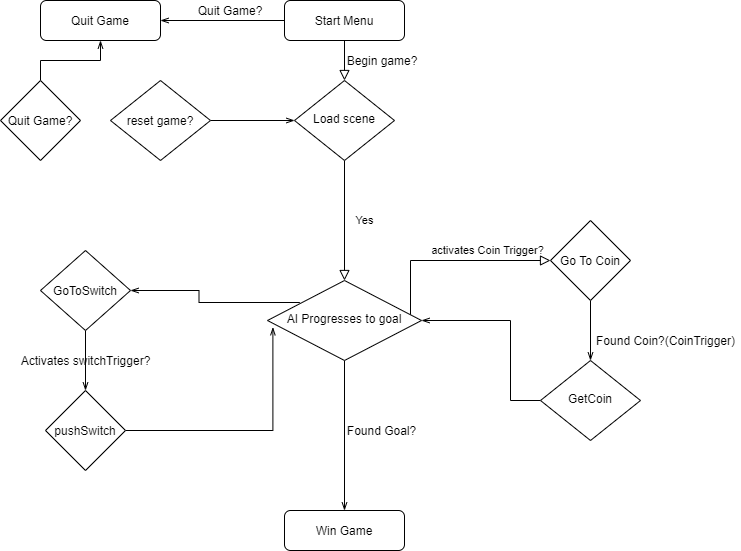 Quit Game
Quit Game?
Start Menu
Begin game?
Quit Game?
reset game?
Load scene
Yes
activates Coin Trigger?
Go To Coin
GoToSwitch
AI Progresses to goal
Found Coin?(CoinTrigger)
Activates switchTrigger?
GetCoin
pushSwitch
Found Goal?
Win Game